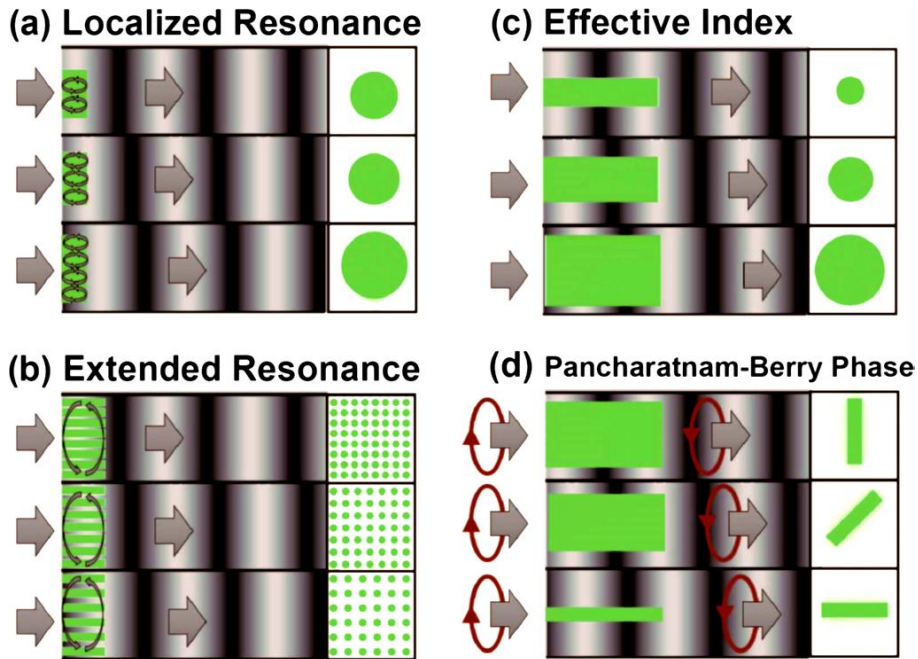 (a) Localized Resonance
(c) Effective Index
(b) Extended Resonance
(d) Pancharatnam-Berry Phase